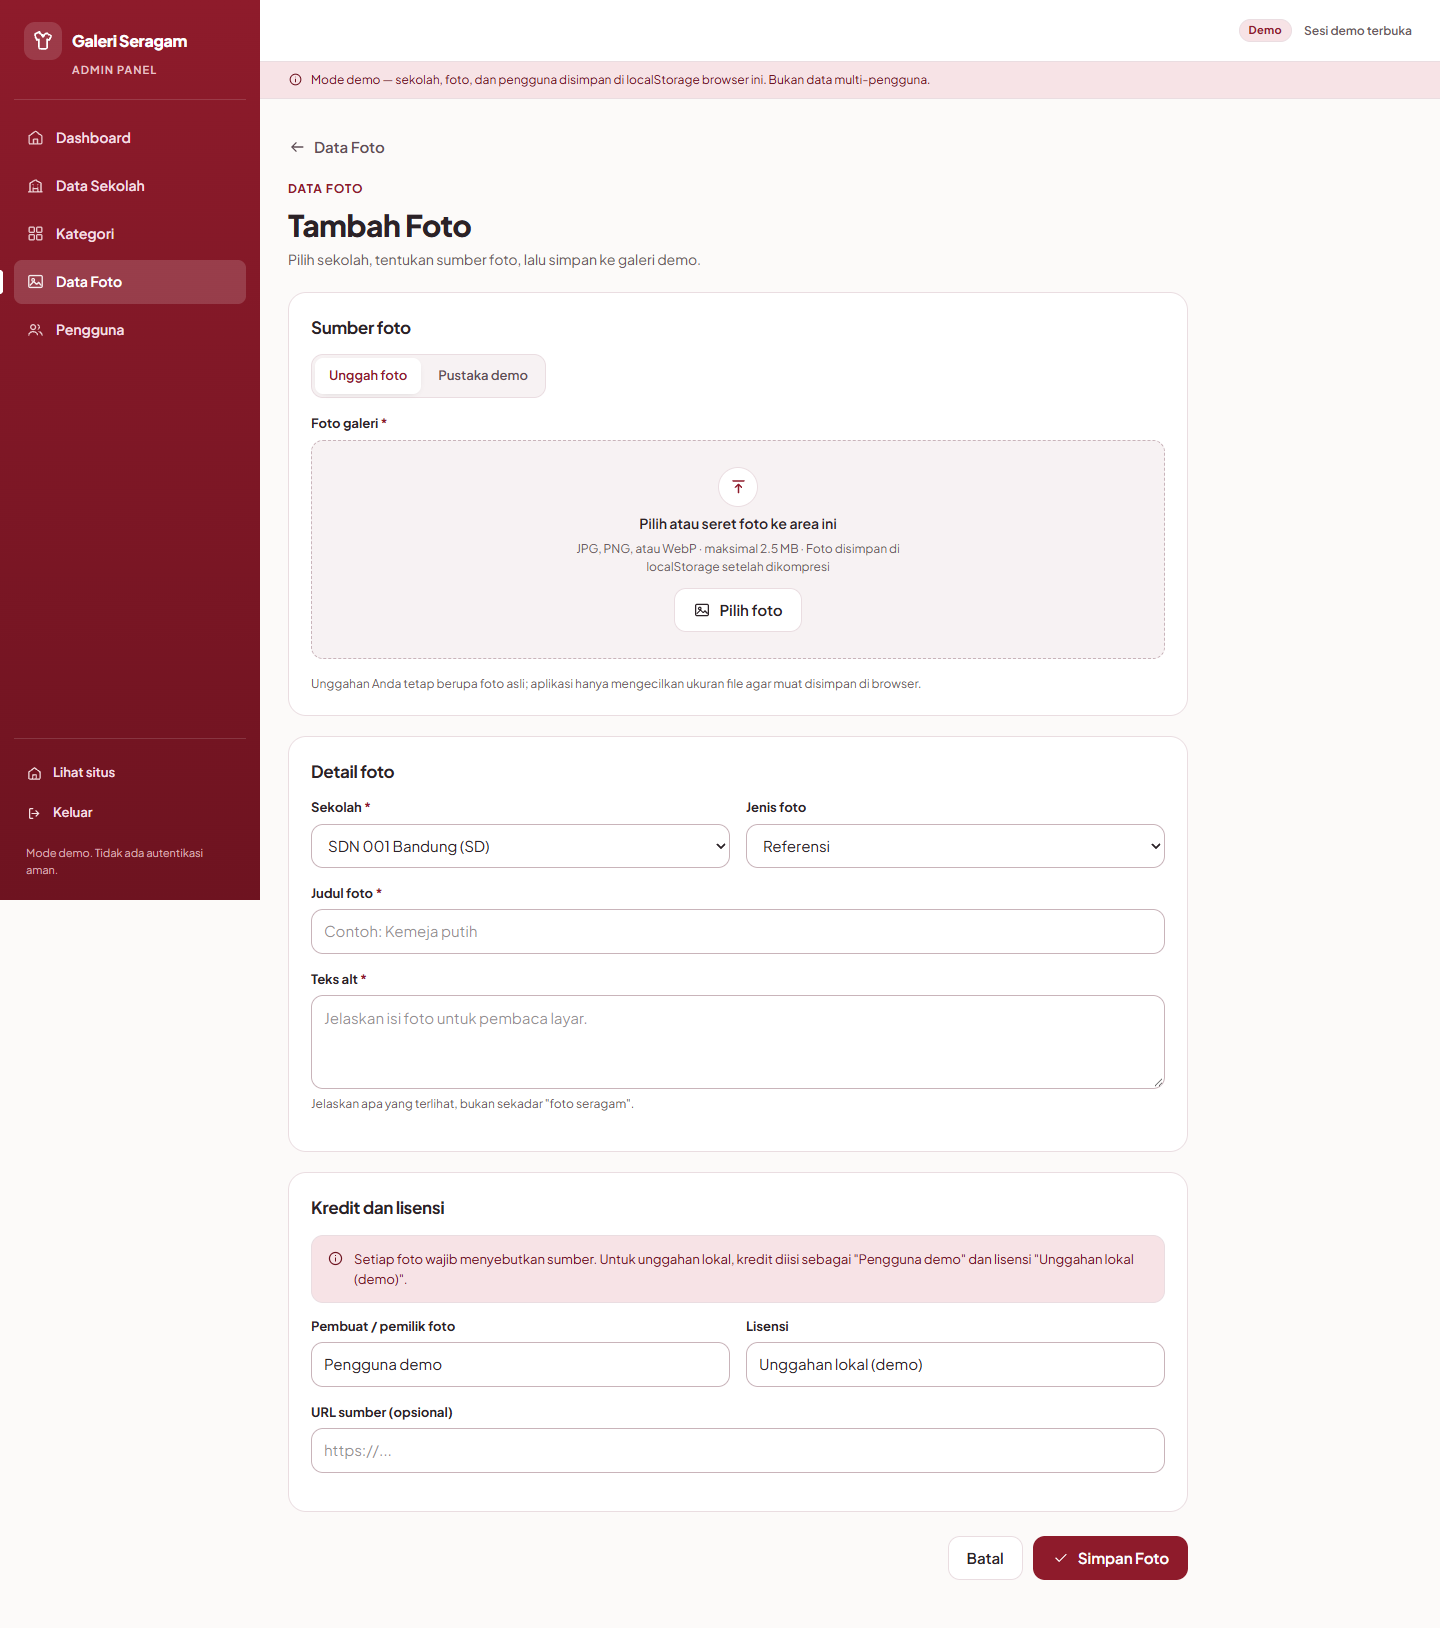 Galeri Seragam
ADMIN PANEL
Dashboard
Data Sekolah
Kategori
Data Foto
Pengguna
Lihat situs
Keluar
Mode demo. Tidak ada autentikasi
aman.
Demo
Sesi demo terbuka
Mode demo — sekolah, foto, dan pengguna disimpan di localStorage browser ini. Bukan data multi-pengguna.
Data Foto
DATA FOTO
Tambah Foto
Pilih sekolah, tentukan sumber foto, lalu simpan ke galeri demo.
Sumber foto
Unggah foto
Pustaka demo
Foto galeri *
Pilih atau seret foto ke area ini
JPG, PNG, atau WebP · maksimal 2.5 MB · Foto disimpan di
localStorage setelah dikompresi
Pilih foto
Unggahan Anda tetap berupa foto asli; aplikasi hanya mengecilkan ukuran file agar muat disimpan di browser.
Detail foto
Sekolah *
Jenis foto
SDN 001 Bandung (SD)
Referensi
Judul foto *
Contoh: Kemeja putih
Teks alt *
Jelaskan isi foto untuk pembaca layar.
Jelaskan apa yang terlihat, bukan sekadar "foto seragam".
Kredit dan lisensi
Setiap foto wajib menyebutkan sumber. Untuk unggahan lokal, kredit diisi sebagai "Pengguna demo" dan lisensi "Unggahan lokal
(demo)".
Pembuat / pemilik foto
Lisensi
Pengguna demo
Unggahan lokal (demo)
URL sumber (opsional)
https://...
Batal
Simpan Foto